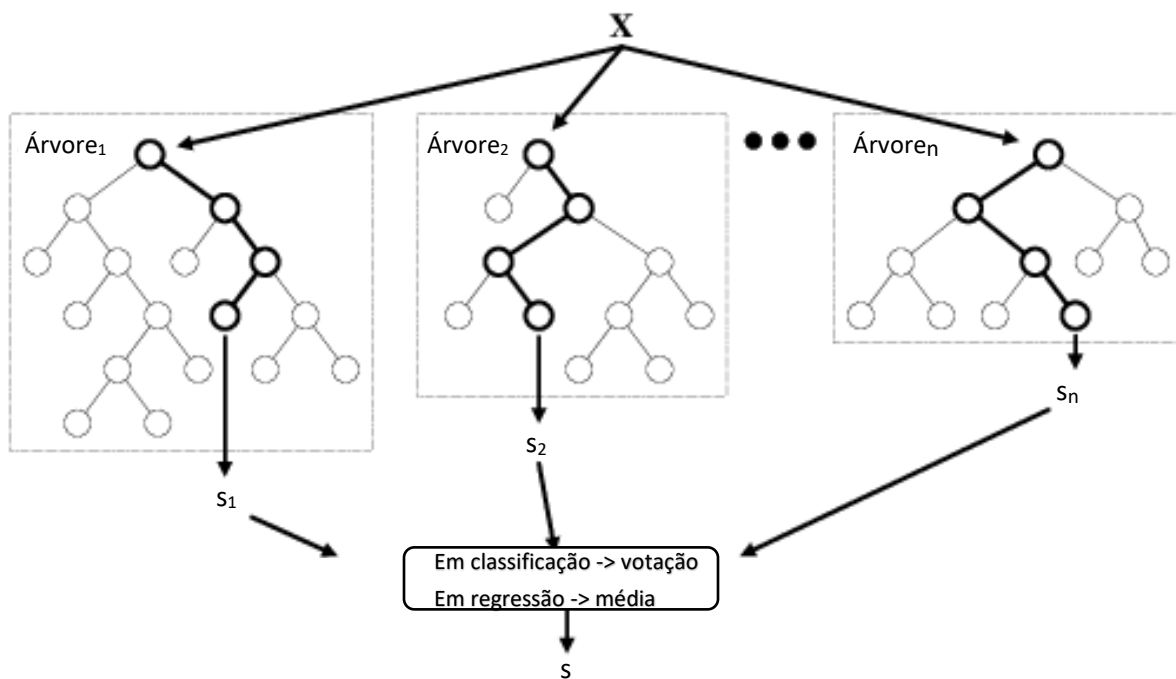 X
Árvore₁
Árvore₂
Árvoreₙ
s₁
s₂
sₙ
Em classificação -> votação
Em regressão -> média
s